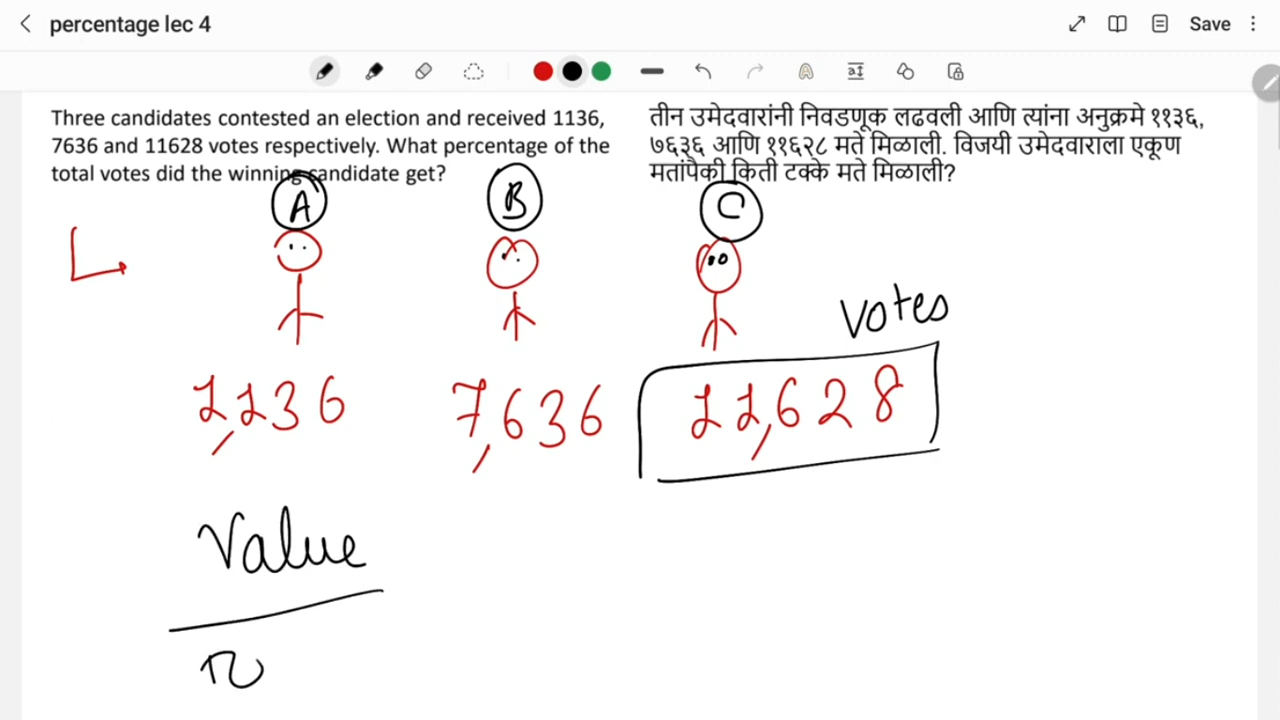 percentage lec 4
Save
Three candidates contested an election and received 1136,
7636 and 11628 votes respectively. What percentage of the
total votes did the winning candidate get?
तीन उमेदवारांनी निवडणूक लढवली आणि त्यांना अनुक्रमे ११३६,
७६३६ आणि ११६२८ मते मिळाली. विजयी उमेदवाराला एकूण
मतांपैकी किती टक्के मते मिळाली?
A B C
votes
1,136 7,636 11,628
Value